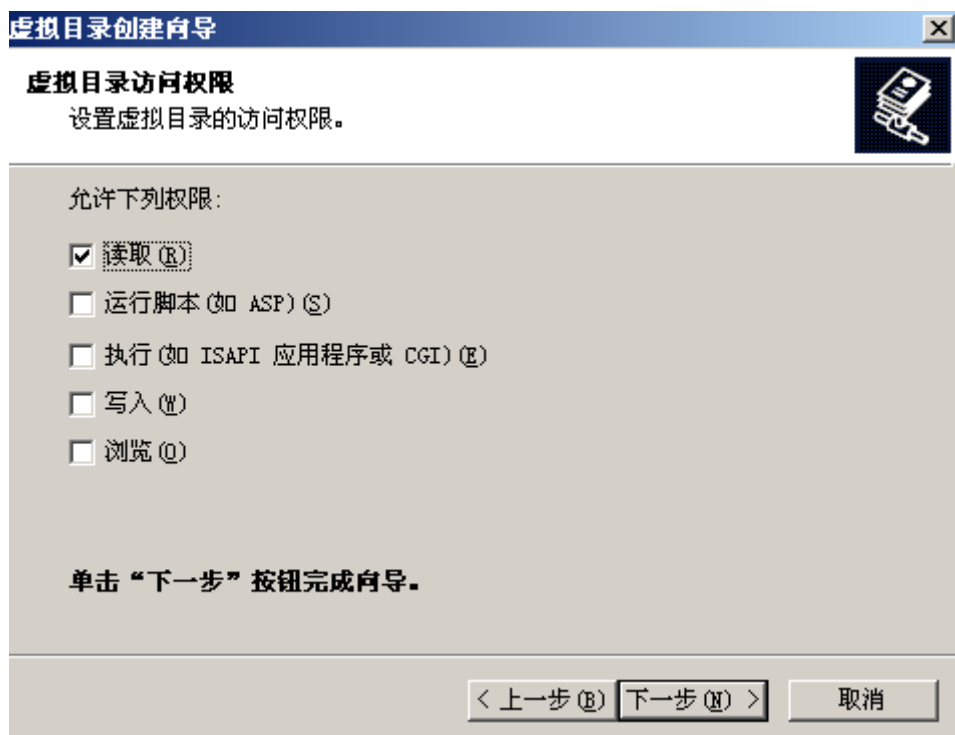 虚拟目录创建向导
虚拟目录访问权限
设置虚拟目录的访问权限。
允许下列权限:
读取(R)
运行脚本(如 ASP)(S)
执行(如 ISAPI 应用程序或 CGI)(E)
写入(W)
浏览(O)
单击“下一步”按钮完成向导。
< 上一步(B) 下一步(N) > 取消